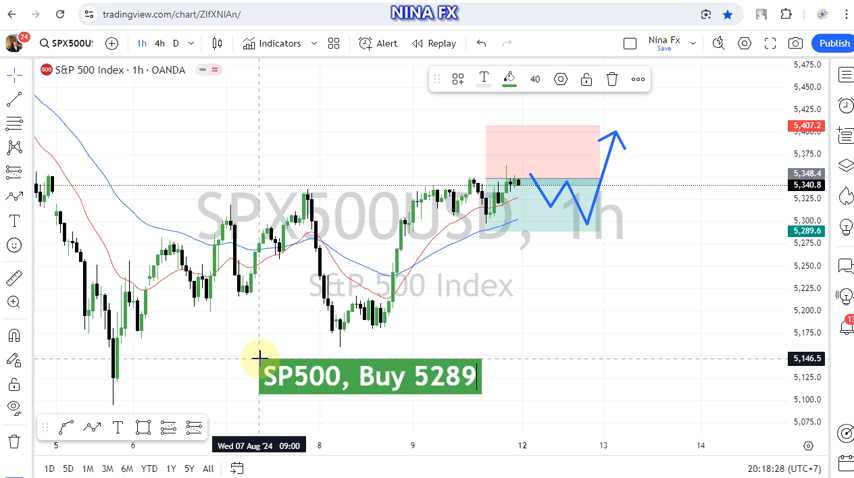 NINA FX
tradingview.com/chart/ZIfXNIAn/
24
SPX500U
1h 4h D
Indicators
Alert
Replay
Nina Fx
Save
Publish
S&P 500 Index · 1h · OANDA
T
40
5,475.0
5,450.0
5,425.0
5,407.2
5,400.0
5,375.0
5,348.4
5,340.8
5,325.0
5,300.0
5,289.6
5,275.0
5,250.0
5,225.0
5,200.0
5,175.0
5,146.5
5,125.0
5,100.0
5,075.0
SPX500USD, 1h
S&P 500 Index
SP500, Buy 5289
T
5 6 8 9 12 13 14
Wed 07 Aug '24 09:00
1D 5D 1M 3M 6M YTD 1Y 5Y All
20:18:28 (UTC+7)